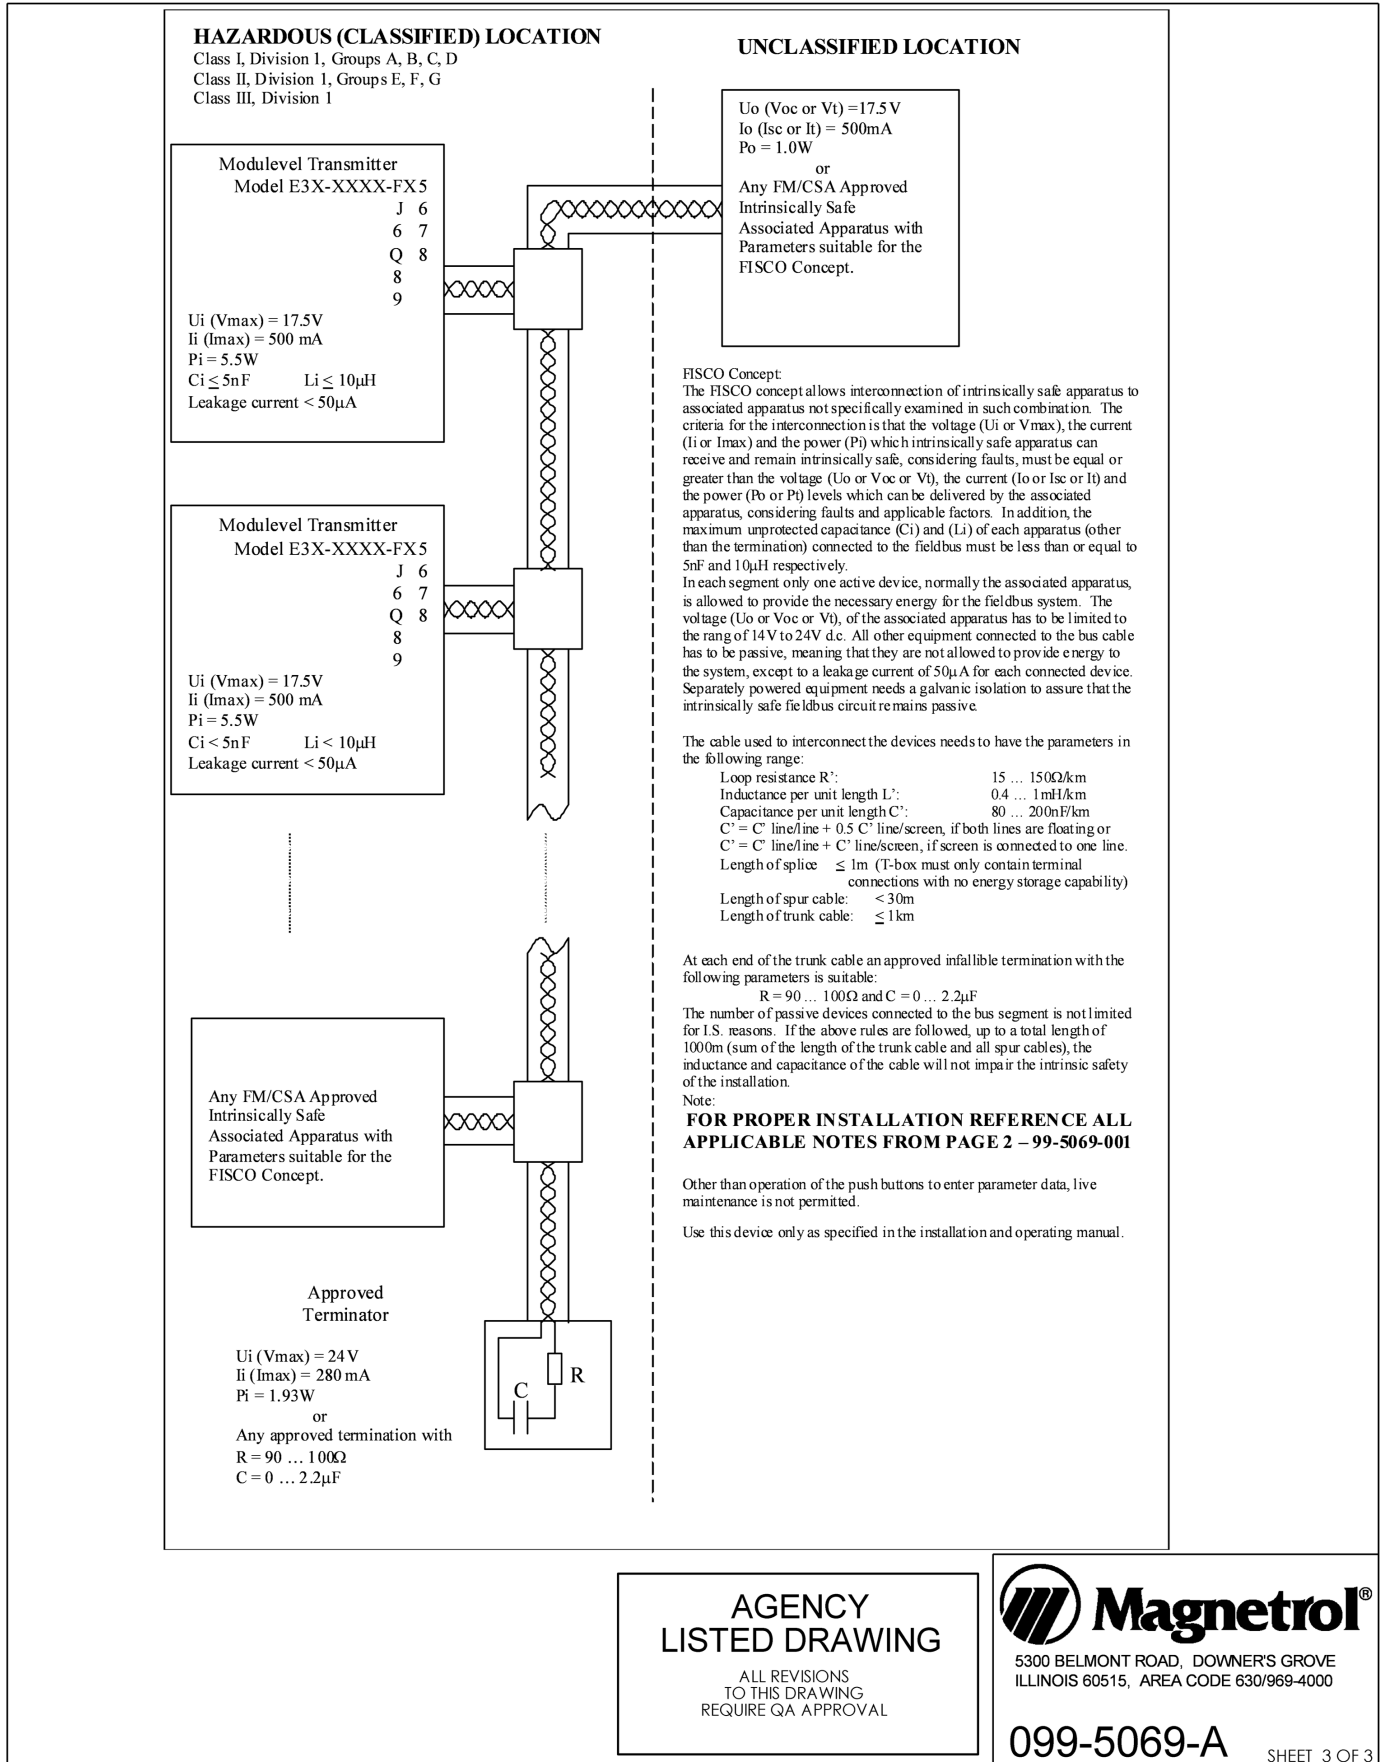 HAZARDOUS (CLASSIFIED) LOCATION
Class I, Division 1, Groups A, B, C, D
Class II, Division 1, Groups E, F, G
Class III, Division 1
UNCLASSIFIED LOCATION
Uo (Voc or Vt) =17.5V
Io (Isc or It) = 500mA
Po = 1.0W
or
Any FM/CSA Approved
Intrinsically Safe
Associated Apparatus with
Parameters suitable for the
FISCO Concept.
Modulevel Transmitter
Model E3X-XXXX-FX5
J 6
6 7
Q 8
8
9
Ui (Vmax) = 17.5V
Ii (Imax) = 500 mA
Pi = 5.5W
Ci ≤ 5nF Li ≤ 10µH
Leakage current < 50µA
Modulevel Transmitter
Model E3X-XXXX-FX5
J 6
6 7
Q 8
8
9
Ui (Vmax) = 17.5V
Ii (Imax) = 500 mA
Pi = 5.5W
Ci < 5nF Li < 10µH
Leakage current < 50µA
Any FM/CSA Approved
Intrinsically Safe
Associated Apparatus with
Parameters suitable for the
FISCO Concept.
Approved
Terminator
Ui (Vmax) = 24V
Ii (Imax) = 280 mA
Pi = 1.93W
or
Any approved termination with
R = 90 … 100Ω
C = 0 … 2.2µF
R
C
FISCO Concept:
The FISCO concept allows interconnection of intrinsically safe apparatus to
associated apparatus not specifically examined in such combination. The
criteria for the interconnection is that the voltage (Ui or Vmax), the current
(Ii or Imax) and the power (Pi) which intrinsically safe apparatus can
receive and remain intrinsically safe, considering faults, must be equal or
greater than the voltage (Uo or Voc or Vt), the current (Io or Isc or It) and
the power (Po or Pt) levels which can be delivered by the associated
apparatus, considering faults and applicable factors. In addition, the
maximum unprotected capacitance (Ci) and (Li) of each apparatus (other
than the termination) connected to the fieldbus must be less than or equal to
5nF and 10µH respectively.
In each segment only one active device, normally the associated apparatus,
is allowed to provide the necessary energy for the fieldbus system. The
voltage (Uo or Voc or Vt), of the associated apparatus has to be limited to
the rang of 14V to 24V d.c. All other equipment connected to the bus cable
has to be passive, meaning that they are not allowed to provide energy to
the system, except to a leakage current of 50µA for each connected device.
Separately powered equipment needs a galvanic isolation to assure that the
intrinsically safe fieldbus circuit remains passive.
The cable used to interconnect the devices needs to have the parameters in
the following range:
Loop resistance R’: 15 … 150Ω/km
Inductance per unit length L’: 0.4 … 1mH/km
Capacitance per unit length C’: 80 … 200nF/km
C’ = C’ line/line + 0.5 C’ line/screen, if both lines are floating or
C’ = C’ line/line + C’ line/screen, if screen is connected to one line.
Length of splice ≤ 1m (T-box must only contain terminal
connections with no energy storage capability)
Length of spur cable: < 30m
Length of trunk cable: ≤ 1km
At each end of the trunk cable an approved infallible termination with the
following parameters is suitable:
R = 90 … 100Ω and C = 0 … 2.2µF
The number of passive devices connected to the bus segment is not limited
for I.S. reasons. If the above rules are followed, up to a total length of
1000m (sum of the length of the trunk cable and all spur cables), the
inductance and capacitance of the cable will not impair the intrinsic safety
of the installation.
Note:
FOR PROPER INSTALLATION REFERENCE ALL
APPLICABLE NOTES FROM PAGE 2 – 99-5069-001
Other than operation of the push buttons to enter parameter data, live
maintenance is not permitted.
Use this device only as specified in the installation and operating manual.
AGENCY
LISTED DRAWING
ALL REVISIONS
TO THIS DRAWING
REQUIRE QA APPROVAL
Magnetrol®
5300 BELMONT ROAD, DOWNER'S GROVE
ILLINOIS 60515, AREA CODE 630/969-4000
099-5069-A
SHEET 3 OF 3